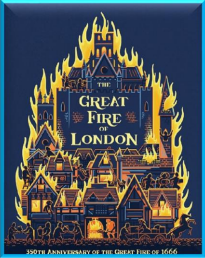 THE
GREAT
FIRE
OF
LONDON
350TH ANNIVERSARY OF THE GREAT FIRE OF 1666